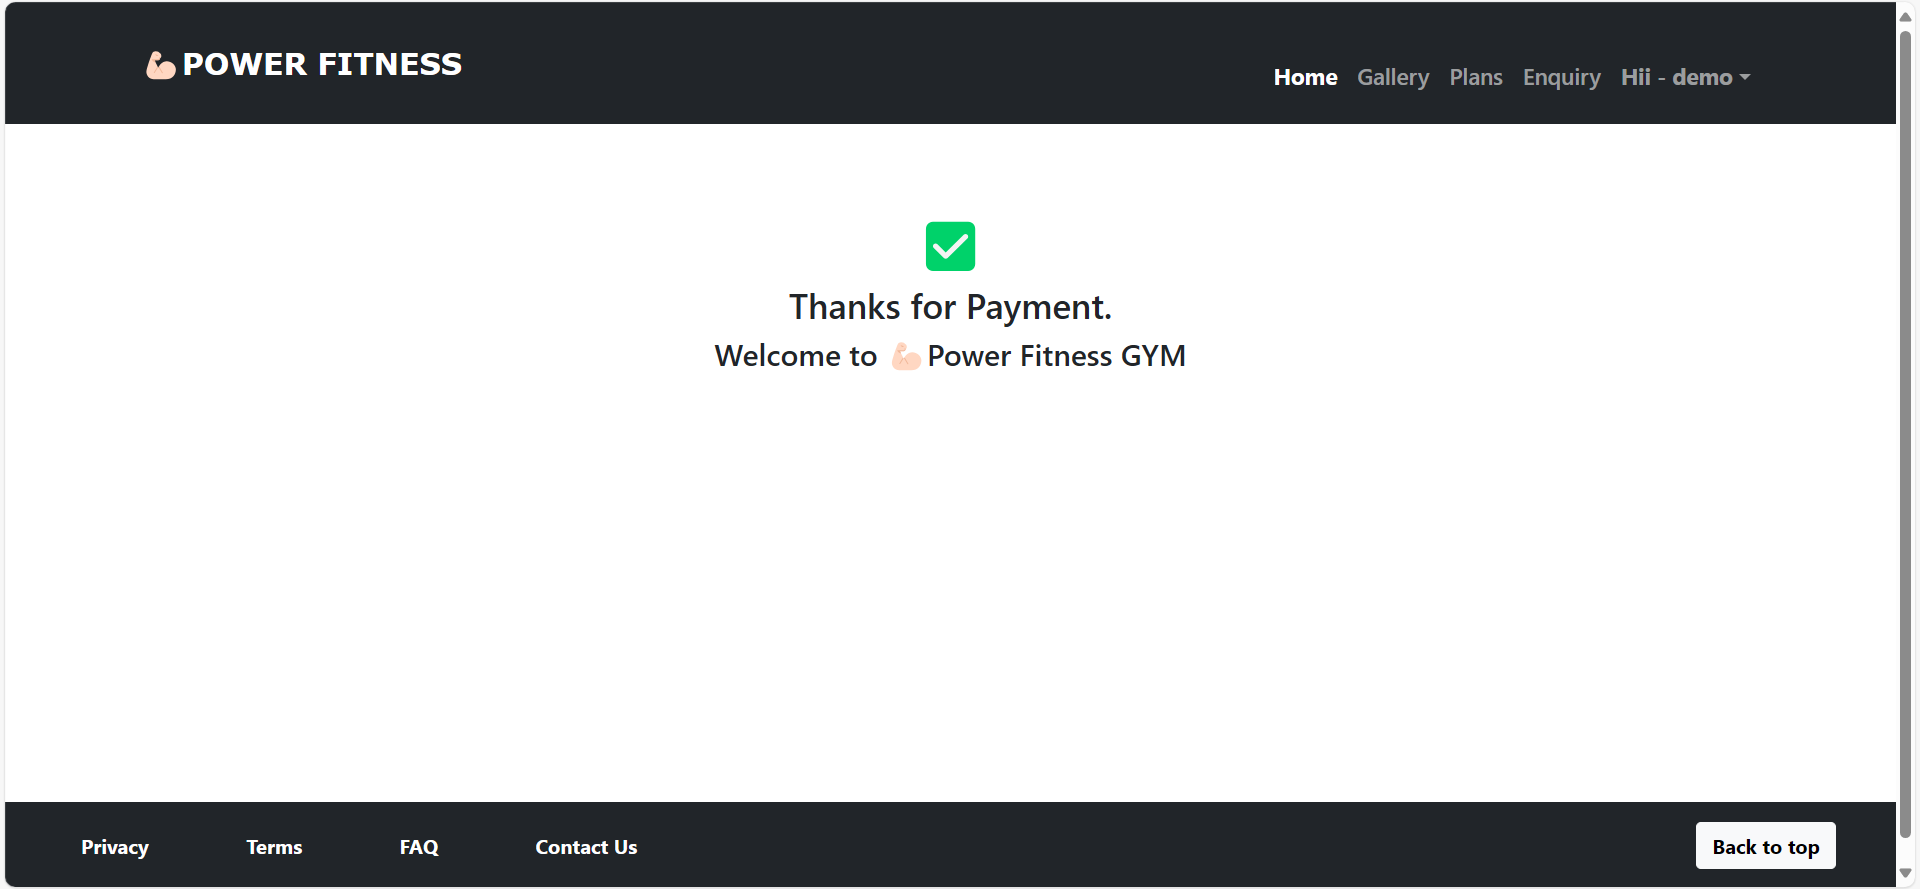 💪🏻POWER FITNESS
Home Gallery Plans Enquiry Hii - demo
Thanks for Payment.
Welcome to 💪🏻Power Fitness GYM
Privacy Terms FAQ Contact Us Back to top